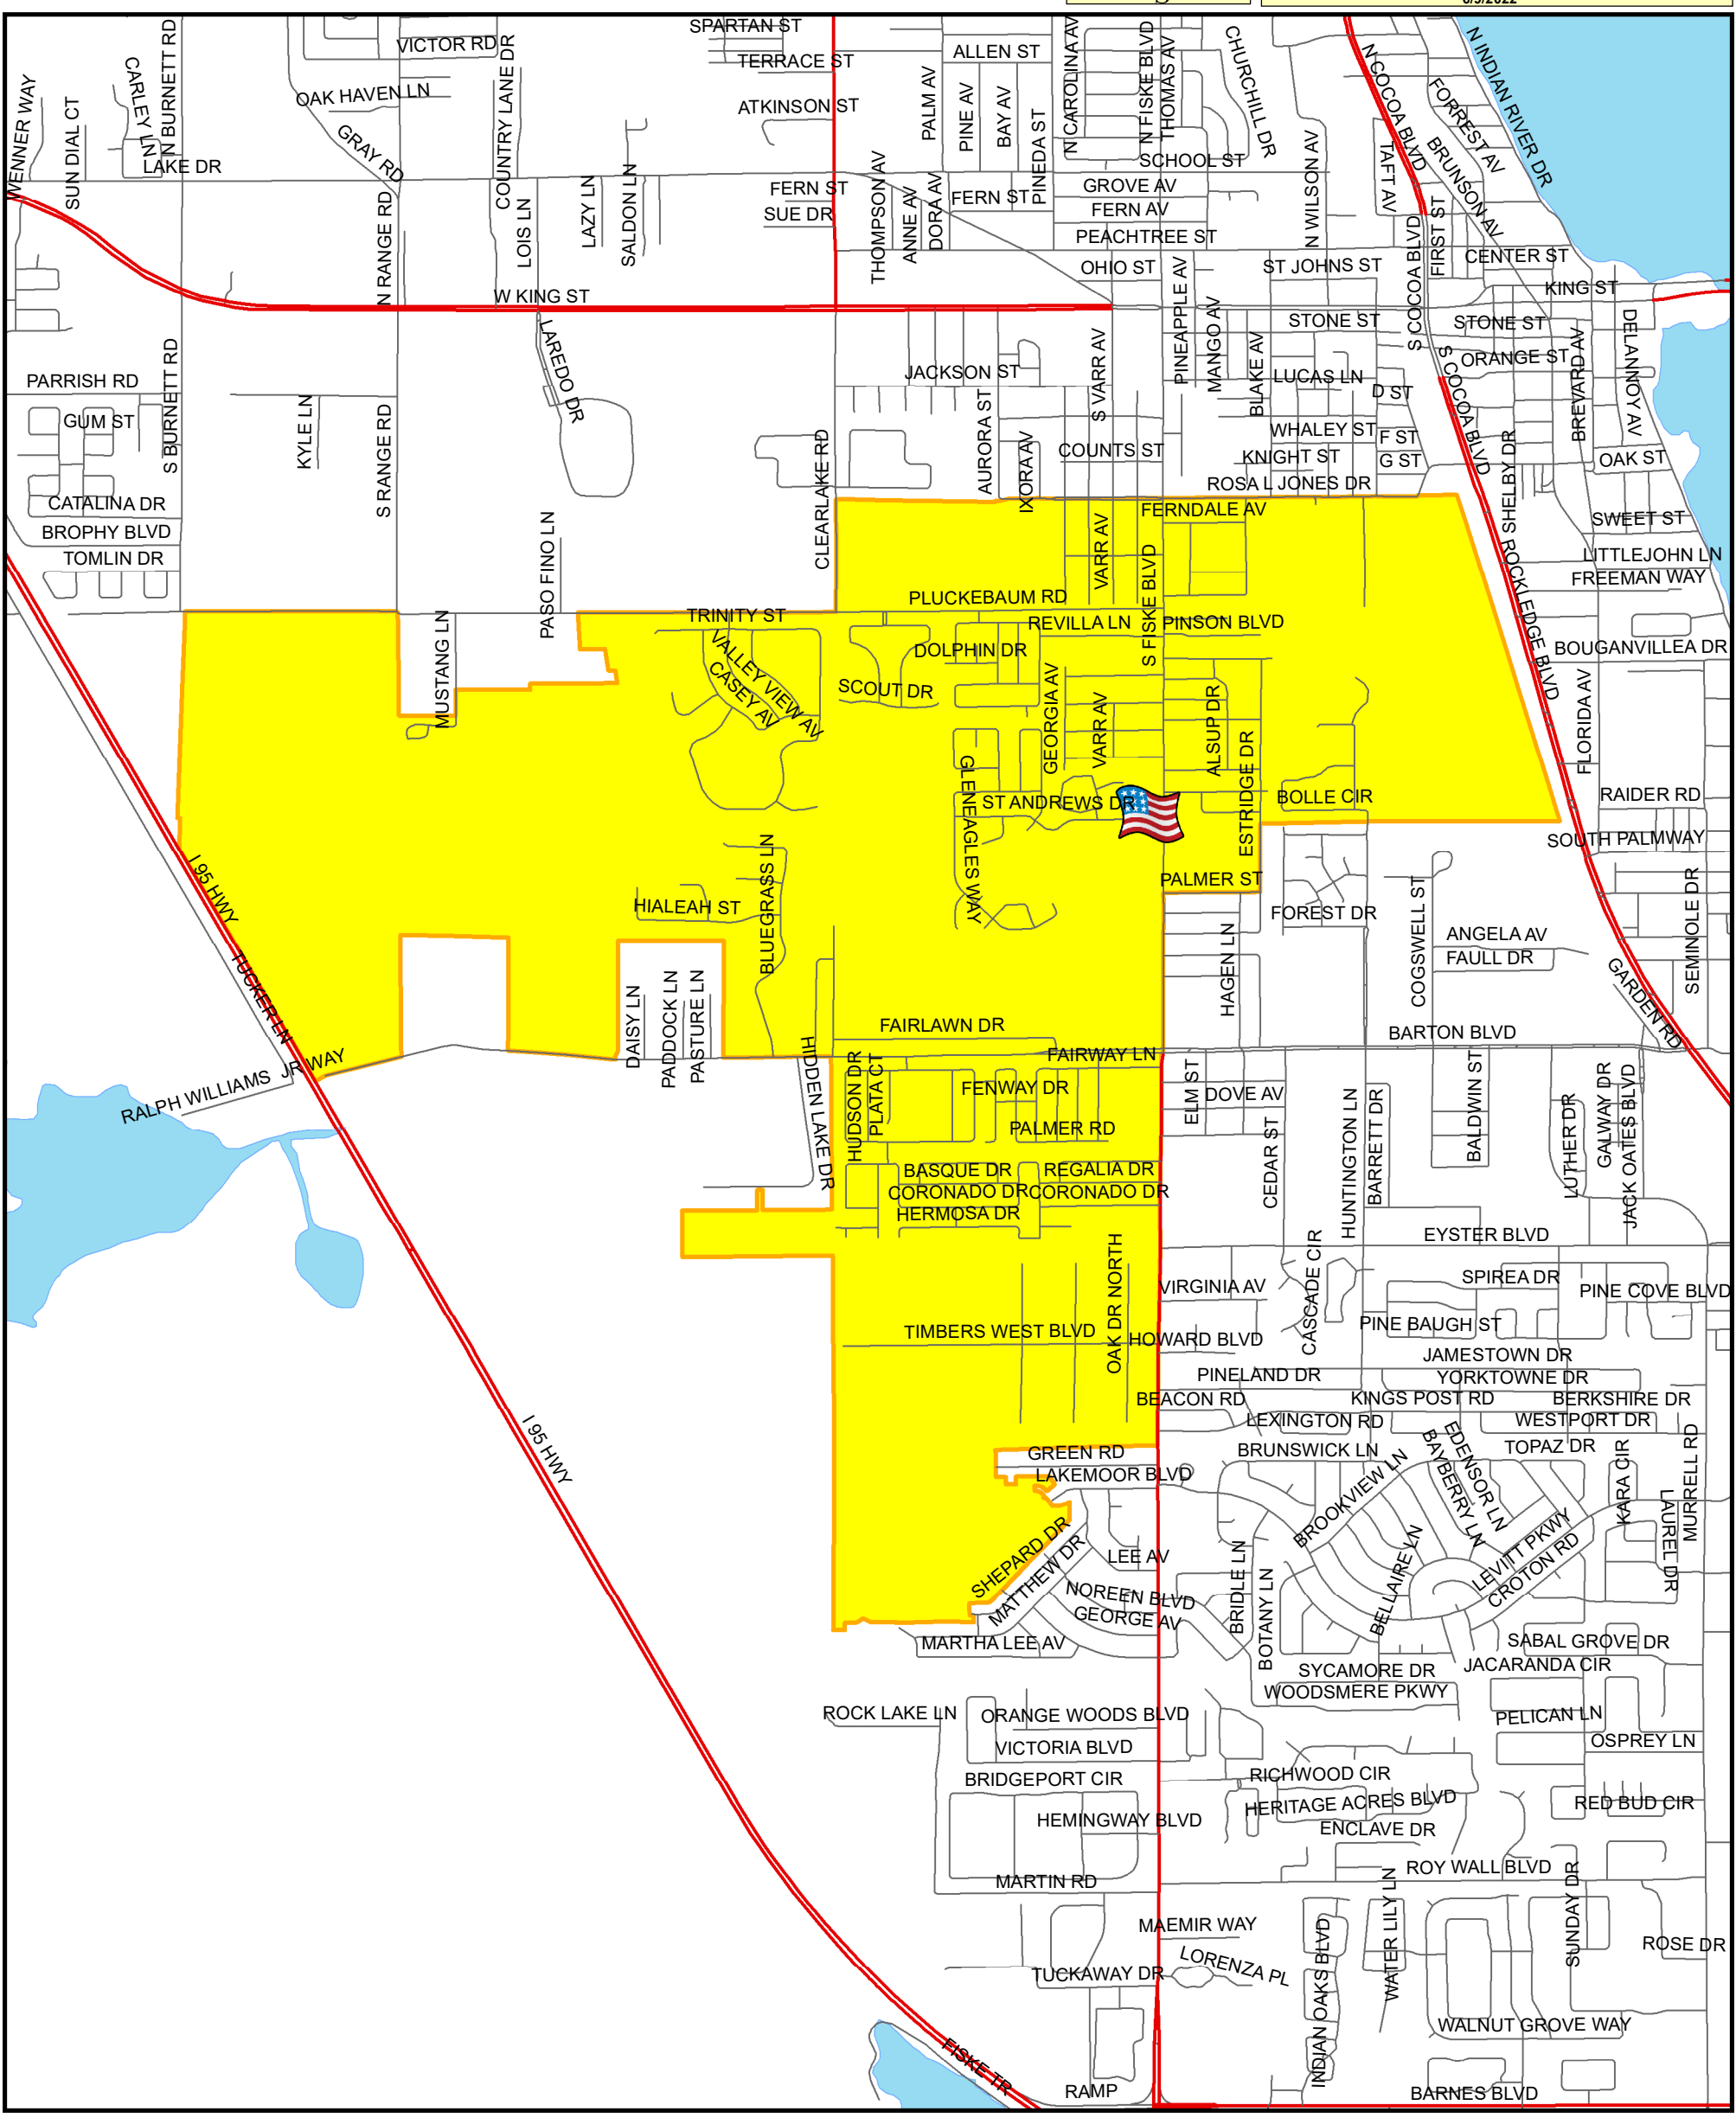 SPARTAN ST
VICTOR RD
TERRACE ST
ALLEN ST
N CAROLINA AV
N FISKE BLVD
THOMAS AV
CHURCHILL DR
N COCOA BLVD
N INDIAN RIVER DR
FORREST AV
BRUNSON AV
WENNER WAY
SUN DIAL CT
CARLEY LN
N BURNETT RD
OAK HAVEN LN
GRAY RD
COUNTRY LANE DR
ATKINSON ST
PALM AV
PINE AV
BAY AV
PINEDA ST
SCHOOL ST
N WILSON AV
TAFT AV
LAKE DR
FERN ST
SUE DR
THOMPSON AV
ANNE AV
DORA AV
FERN ST
GROVE AV
FERN AV
PEACHTREE ST
N RANGE RD
LOIS LN
LAZY LN
SALDON LN
OHIO ST
ST JOHNS ST
S COCOA BLVD
FIRST ST
CENTER ST
KING ST
W KING ST
PINEAPPLE AV
MANGO AV
STONE ST
STONE ST
DELANNOY AV
LAREDO DR
S VARR AV
BLAKE AV
S COCOA BLVD
ORANGE ST
BREVARD AV
PARRISH RD
GUM ST
S BURNETT RD
KYLE LN
S RANGE RD
JACKSON ST
LUCAS LN
D ST
AURORA ST
IXORA AV
COUNTS ST
WHALEY ST
F ST
KNIGHT ST
G ST
OAK ST
CATALINA DR
BROPHY BLVD
TOMLIN DR
PASO FINO LN
CLEARLAKE RD
ROSA L JONES DR
FERNDALE AV
S SHELBY DR
SWEET ST
LITTLEJOHN LN
FREEMAN WAY
VARR AV
S FISKE BLVD
ROCKLEDGE BLVD
PLUCKEBAUM RD
TRINITY ST
REVILLA LN
PINSON BLVD
BOUGANVILLEA DR
MUSTANG LN
VALLEY VIEW AV
CASEY AV
DOLPHIN DR
SCOUT DR
GEORGIA AV
VARR AV
ALSUP DR
ESTRIDGE DR
FLORIDA AV
GLENEAGLES WAY
ST ANDREWS DR
BOLLE CIR
RAIDER RD
SOUTH PALMWAY
I 95 HWY
BLUEGRASS LN
HIALEAH ST
PALMER ST
FOREST DR
COGSWELL ST
SEMINOLE DR
HAGEN LN
ANGELA AV
FAULL DR
GARDEN RD
TUCKER LN
DAISY LN
PADDOCK LN
PASTURE LN
FAIRLAWN DR
BARTON BLVD
RALPH WILLIAMS JR WAY
HIDDEN LAKE DR
HUDSON DR
PLATA CT
FAIRWAY LN
FENWAY DR
ELM ST
DOVE AV
PALMER RD
CEDAR ST
HUNTINGTON LN
BARRETT DR
BALDWIN ST
LUTHER DR
GALWAY DR
JACK OATES BLVD
BASQUE DR
REGALIA DR
CORONADO DR
CORONADO DR
HERMOSA DR
OAK DR NORTH
EYSTER BLVD
CASCADE CIR
VIRGINIA AV
SPIREA DR
PINE COVE BLVD
TIMBERS WEST BLVD
HOWARD BLVD
PINE BAUGH ST
JAMESTOWN DR
PINELAND DR
YORKTOWNE DR
BEACON RD
KINGS POST RD
BERKSHIRE DR
LEXINGTON RD
WESTPORT DR
I 95 HWY
GREEN RD
BRUNSWICK LN
EDENSOR LN
BAYBERRY LN
TOPAZ DR
KARA CIR
MURRELL RD
LAKEMOOR BLVD
BROOKVIEW LN
LAUREL DR
SHEPARD DR
MATTHEW DR
LEE AV
BRIDLE LN
BOTANY LN
BELLAIRE LN
LEVITT PKWY
CROTON RD
NOREEN BLVD
GEORGE AV
MARTHA LEE AV
SABAL GROVE DR
SYCAMORE DR
JACARANDA CIR
WOODSMERE PKWY
ROCK LAKE LN
ORANGE WOODS BLVD
PELICAN LN
VICTORIA BLVD
OSPREY LN
BRIDGEPORT CIR
RICHWOOD CIR
HERITAGE ACRES BLVD
RED BUD CIR
HEMINGWAY BLVD
ENCLAVE DR
MARTIN RD
ROY WALL BLVD
WATER LILY LN
SUNDAY DR
MAEMIR WAY
INDIAN OAKS BLVD
ROSE DR
TUCKAWAY DR
LORENZA PL
WALNUT GROVE WAY
FISKE TR
RAMP
BARNES BLVD